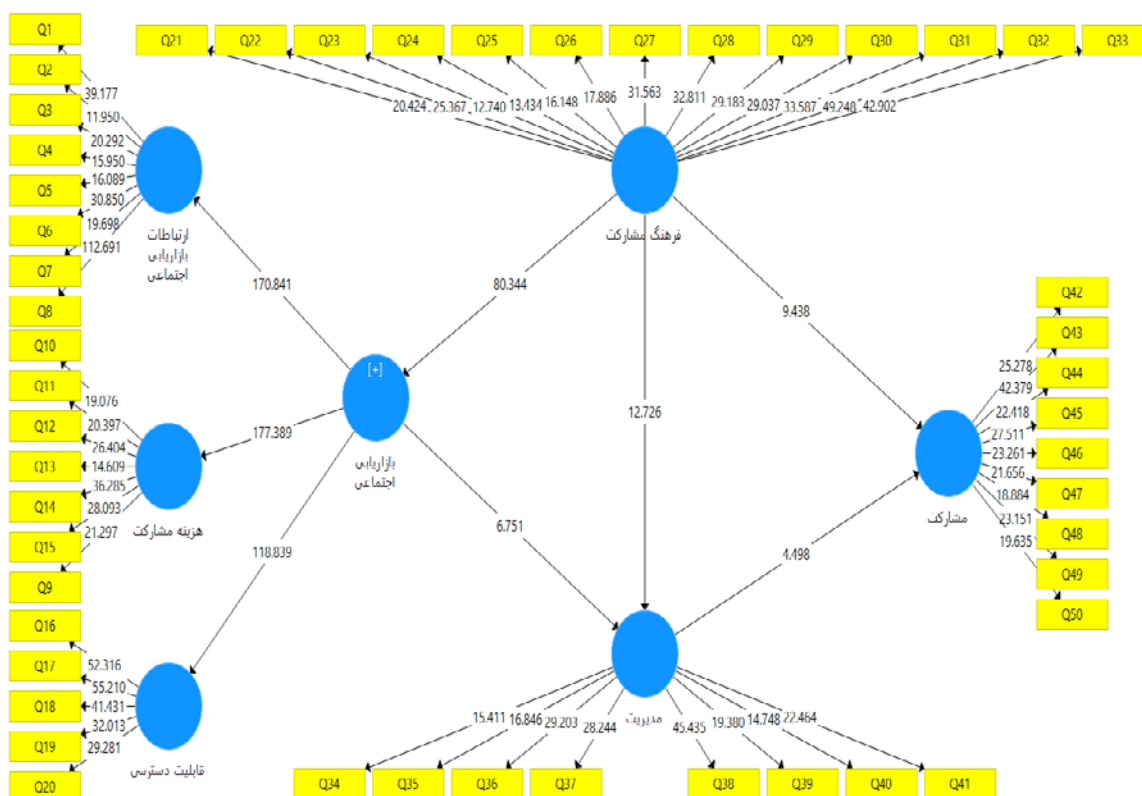 Q1
Q2
Q3
Q4
Q5
Q6
Q7
Q8
39.177
11.950
20.292
15.950
16.089
30.850
19.698
112.691
ارتباطات
بازاریابی
اجتماعی
Q21
Q22
Q23
Q24
Q25
Q26
Q27
Q28
Q29
Q30
Q31
Q32
Q33
20.424
25.367
12.740
13.434
16.148
17.886
31.563
32.811
29.183
29.037
33.587
49.248
42.902
فرهنگ مشارکت
170.841
80.344
9.438
12.726
Q10
Q11
Q12
Q13
Q14
Q15
Q9
19.076
20.397
26.404
14.609
36.285
28.093
21.297
هزینه مشارکت
177.389
[+]
بازاریابی
اجتماعی
118.839
6.751
4.498
Q42
Q43
Q44
Q45
Q46
Q47
Q48
Q49
Q50
25.278
42.379
22.418
27.511
23.261
21.656
18.884
23.151
19.635
مشارکت
Q16
Q17
Q18
Q19
Q20
52.316
55.210
41.431
32.013
29.281
قابلیت دسترسی
مدیریت
15.411
16.846
29.203
28.244
45.435
19.380
14.748
22.464
Q34
Q35
Q36
Q37
Q38
Q39
Q40
Q41